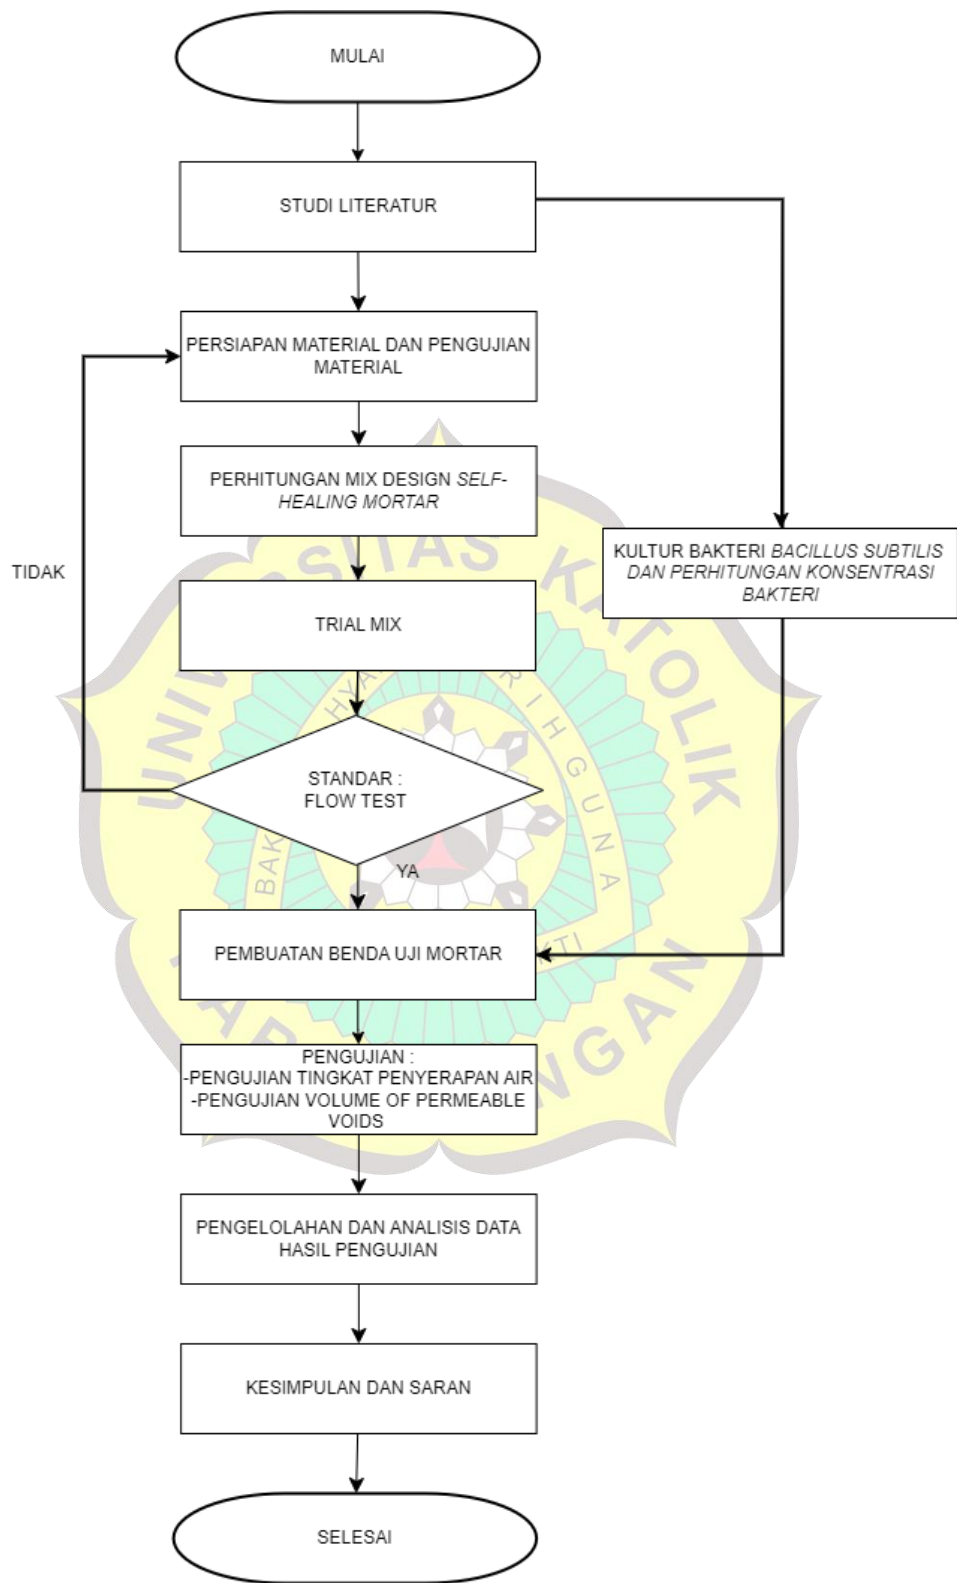 MULAI
STUDI LITERATUR
PERSIAPAN MATERIAL DAN PENGUJIAN
MATERIAL
PERHITUNGAN MIX DESIGN SELF-
HEALING MORTAR
KULTUR BAKTERI BACILLUS SUBTILIS
DAN PERHITUNGAN KONSENTRASI
BAKTERI
TIDAK
TRIAL MIX
STANDAR :
FLOW TEST
YA
PEMBUATAN BENDA UJI MORTAR
PENGUJIAN :
-PENGUJIAN TINGKAT PENYERAPAN AIR
-PENGUJIAN VOLUME OF PERMEABLE
VOIDS
PENGELOLAHAN DAN ANALISIS DATA
HASIL PENGUJIAN
KESIMPULAN DAN SARAN
SELESAI
KATOLIK
GUNA